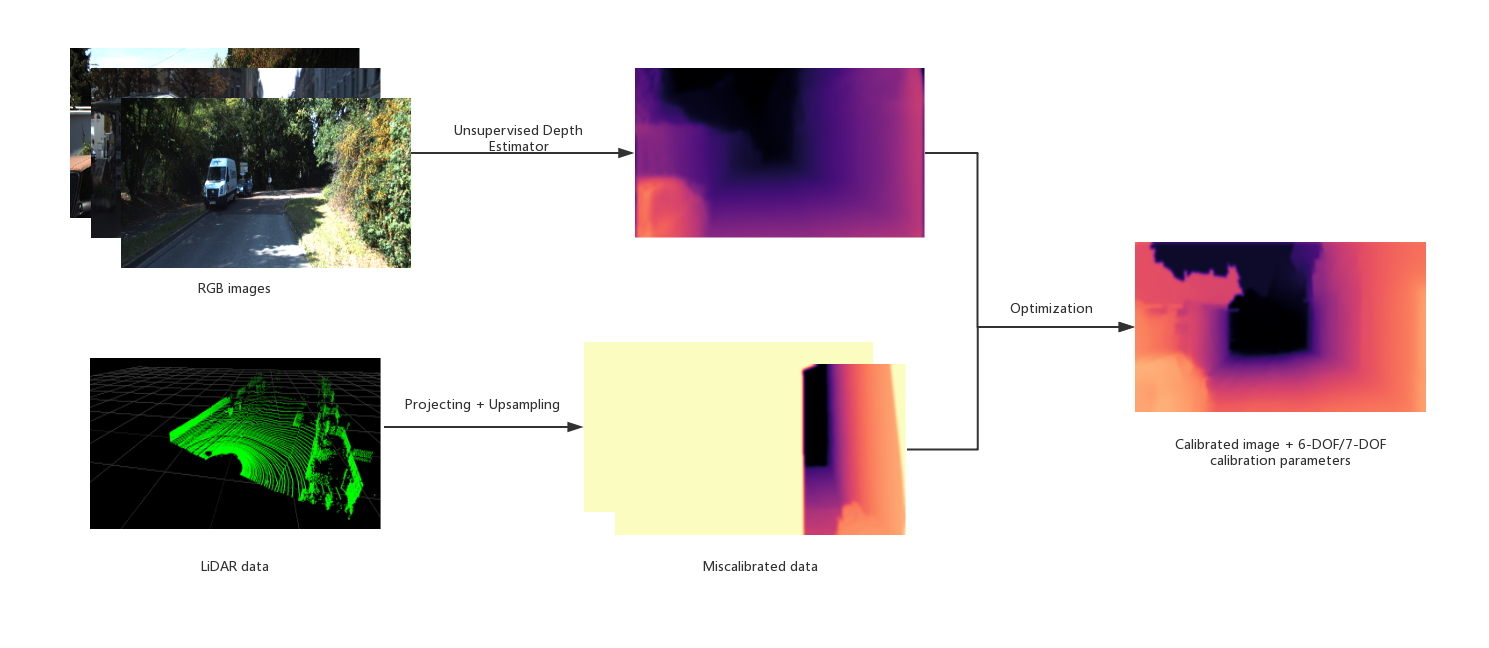 Unsupervised Depth
Estimator
RGB images
Optimization
Projecting + Upsampling
Calibrated image + 6-DOF/7-DOF
calibration parameters
LiDAR data
Miscalibrated data